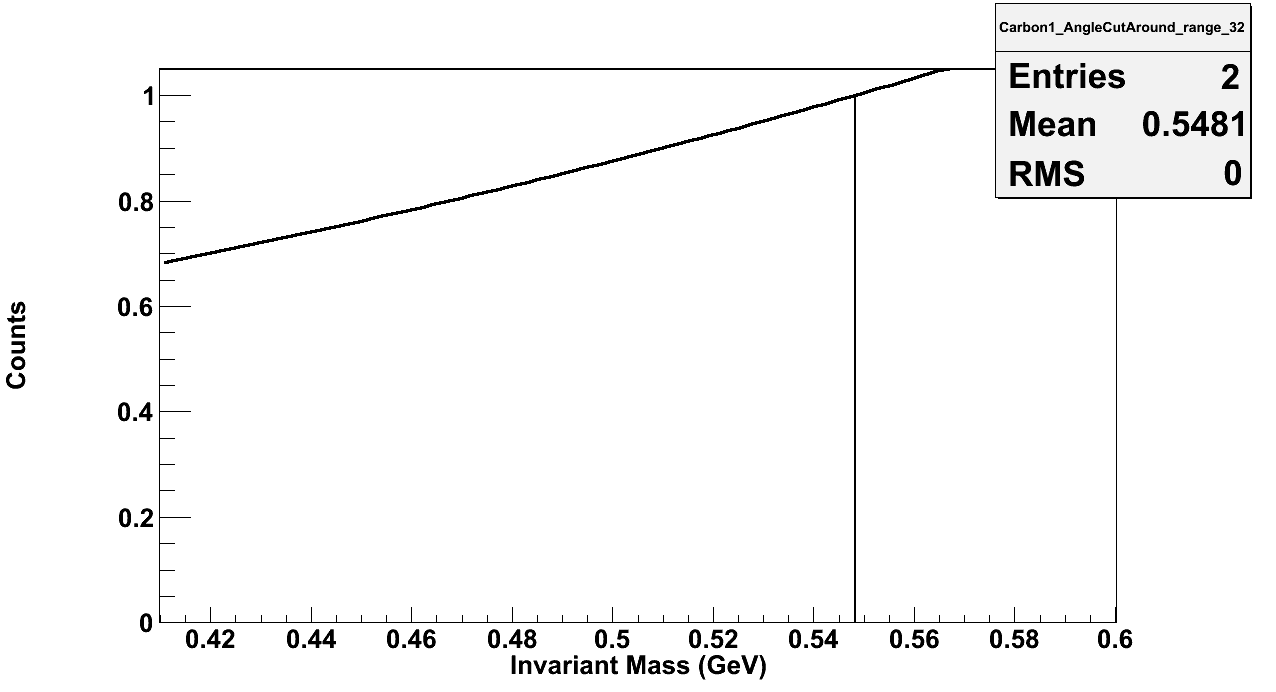 Carbon1_AngleCutAround_range_32
Entries 2
Mean 0.5481
RMS 0
1
0.8
0.6
0.4
0.2
0
Counts
0.42 0.44 0.46 0.48 0.5 0.52 0.54 0.56 0.58 0.6
Invariant Mass (GeV)